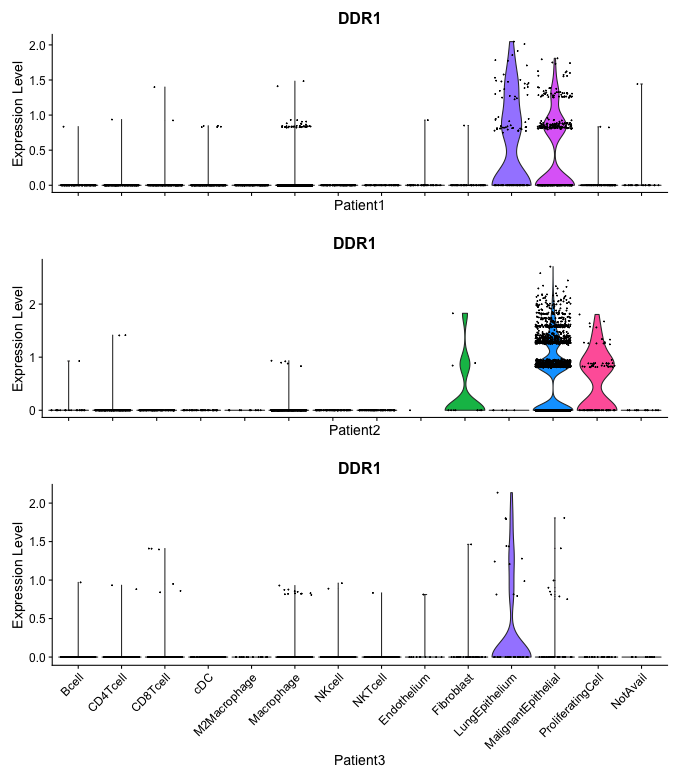 DDR1
Expression Level
2.0
1.5
1.0
0.5
0.0
Patient1
DDR1
Expression Level
2
1
0
Patient2
DDR1
Expression Level
2.0
1.5
1.0
0.5
0.0
Bcell
CD4Tcell
CD8Tcell
cDC
M2Macrophage
Macrophage
NKcell
NKTcell
Endothelium
Fibroblast
LungEpithelium
MalignantEpithelial
ProliferatingCell
NotAvail
Patient3